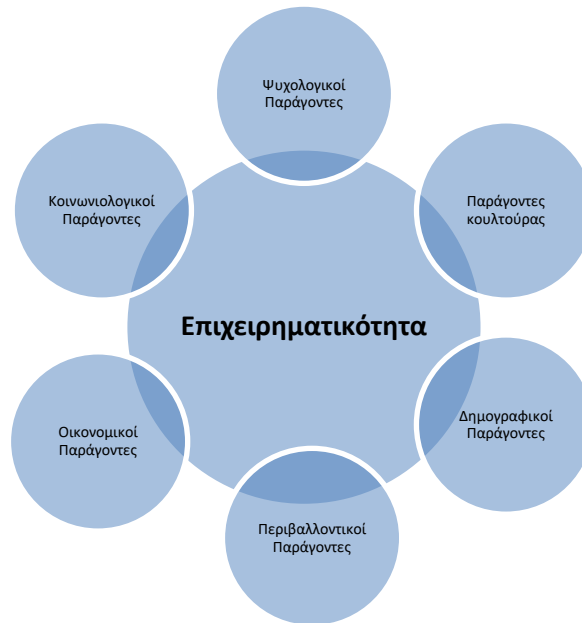 Ψυχολογικοί
Παράγοντες
Κοινωνιολογικοί
Παράγοντες
Παράγοντες
κουλτούρας
Επιχειρηματικότητα
Οικονομικοί
Παράγοντες
Δημογραφικοί
Παράγοντες
Περιβαλλοντικοί
Παράγοντες